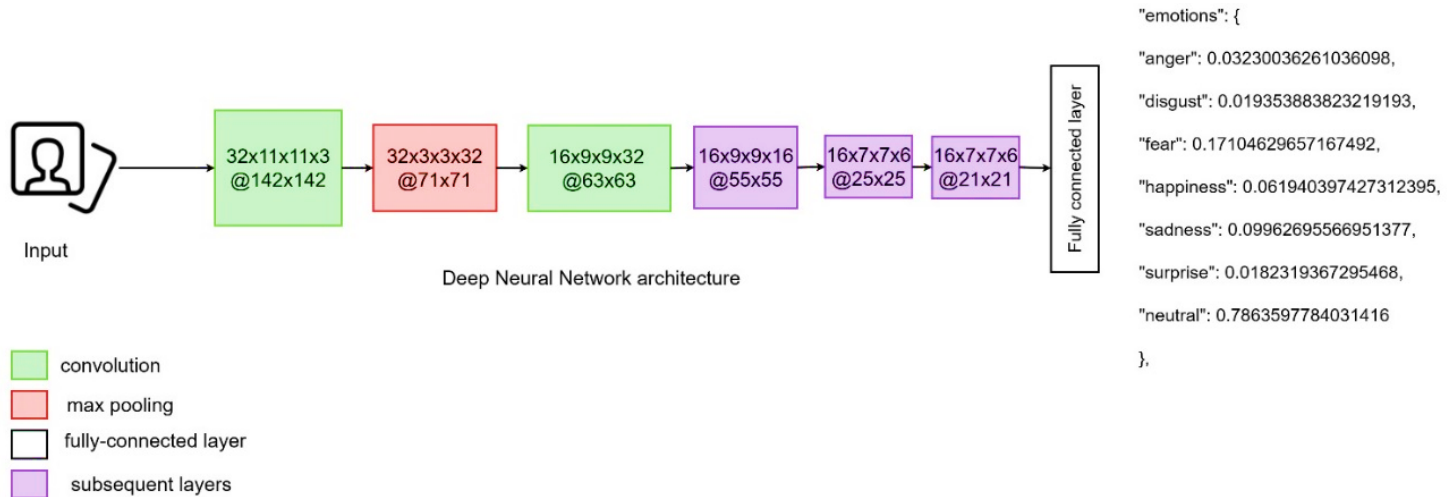 "emotions": {
"anger": 0.03230036261036098,
"disgust": 0.019353883823219193,
"fear": 0.17104629657167492,
"happiness": 0.061940397427312395,
"sadness": 0.09962695566951377,
"surprise": 0.0182319367295468,
"neutral": 0.7863597784031416
},
Input
32x11x11x3
@142x142
32x3x3x32
@71x71
16x9x9x32
@63x63
16x9x9x16
@55x55
16x7x7x6
@25x25
16x7x7x6
@21x21
Fully connected layer
Deep Neural Network architecture
convolution
max pooling
fully-connected layer
subsequent layers